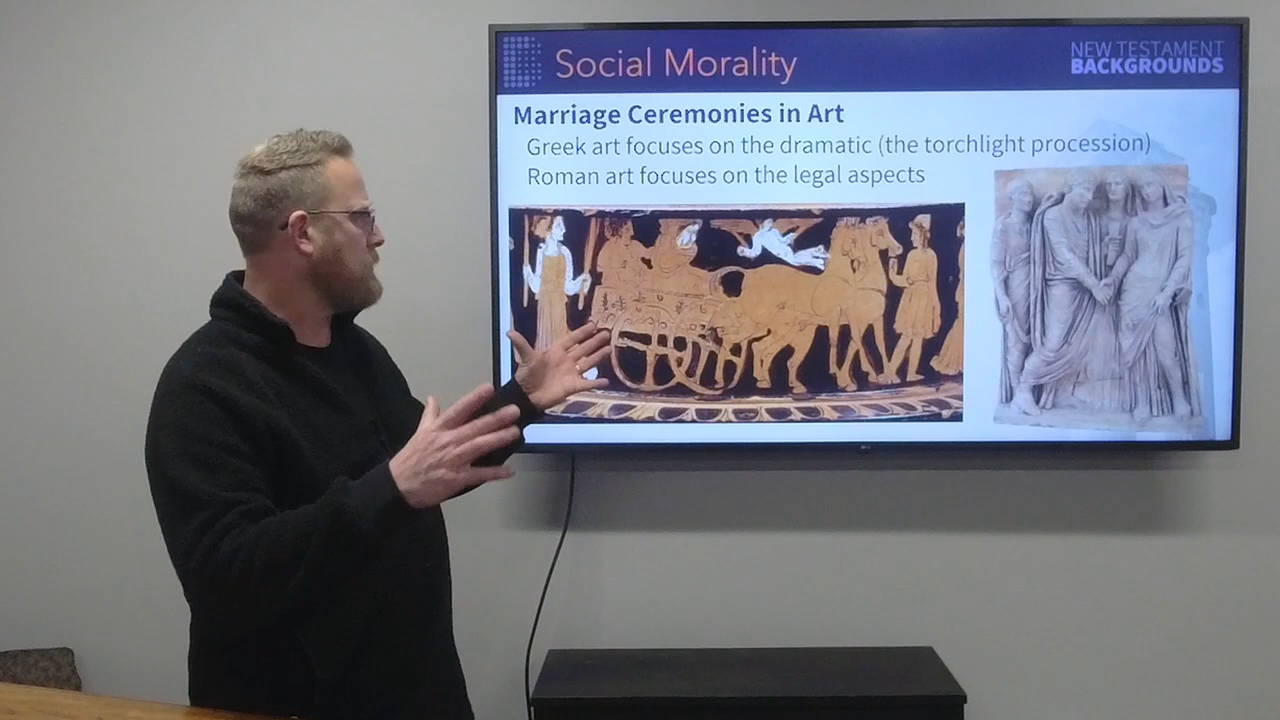 Social Morality
NEW TESTAMENT
BACKGROUNDS
Marriage Ceremonies in Art
Greek art focuses on the dramatic (the torchlight procession)
Roman art focuses on the legal aspects